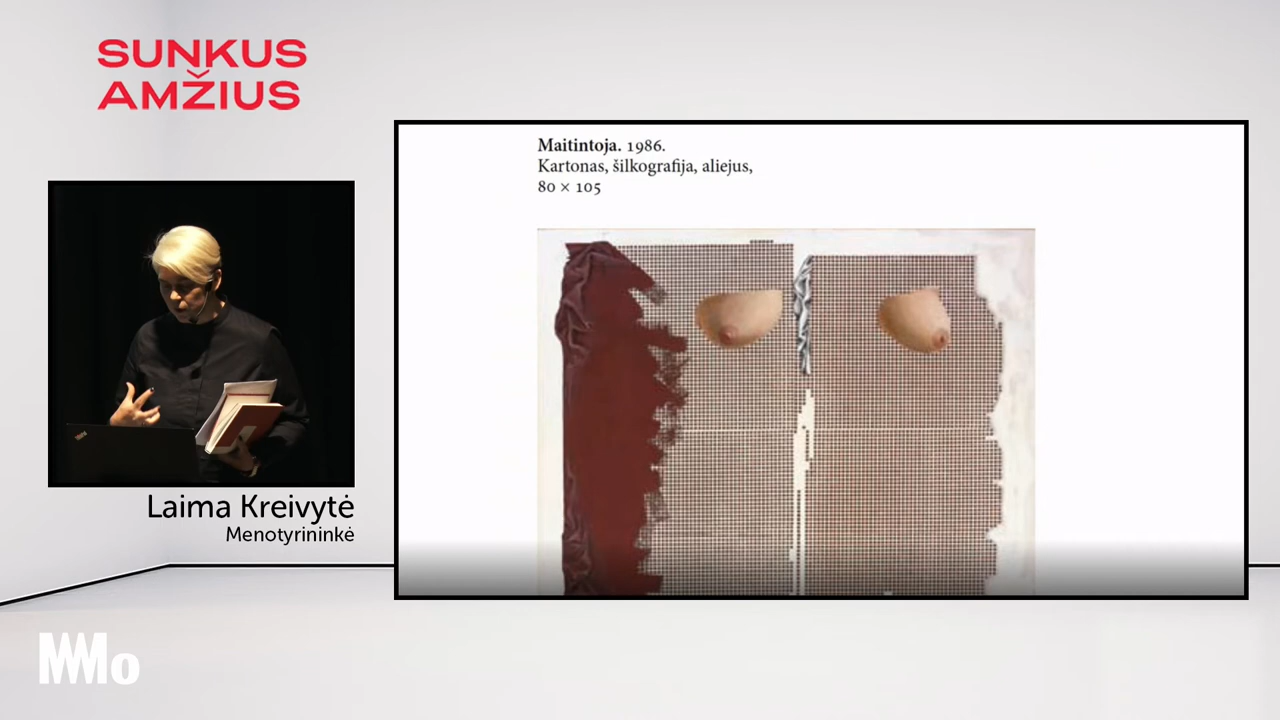 SUNKUS
AMŽIUS
Maitintoja. 1986.
Kartonas, šilkografija, aliejus,
80 × 105
Laima Kreivytė
Menotyrininkė
MMo